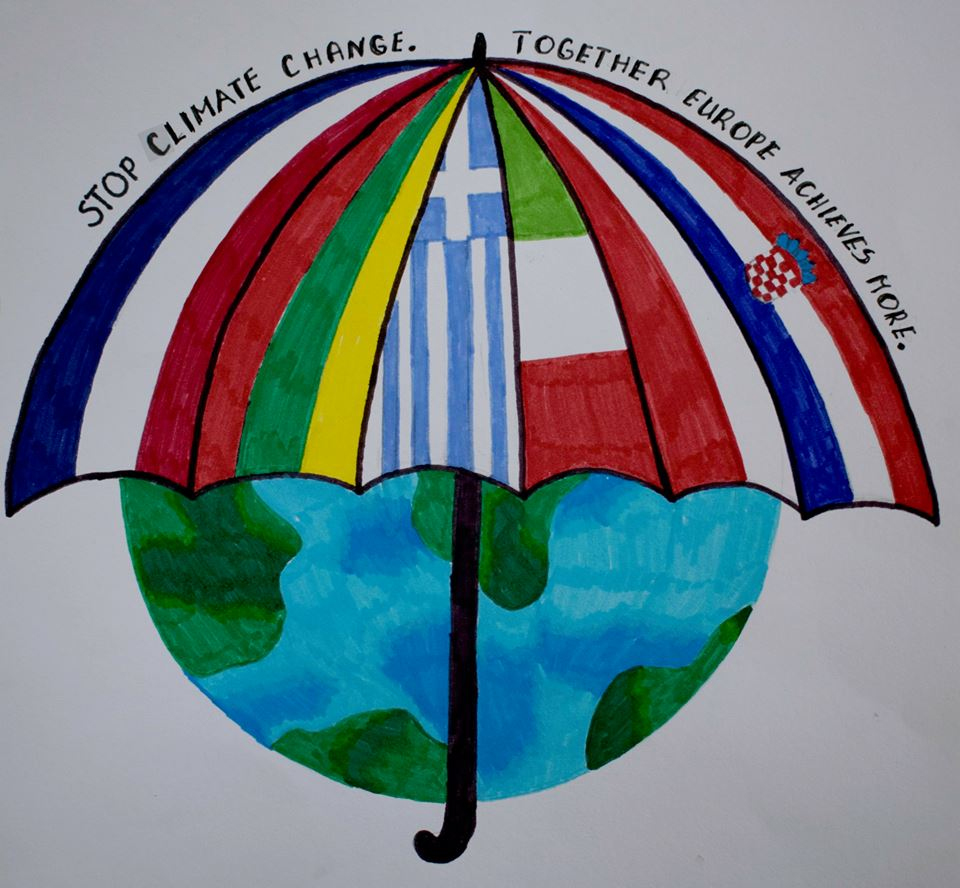 STOP CLIMATE CHANGE.
TOGETHER EUROPE ACHIEVES MORE.